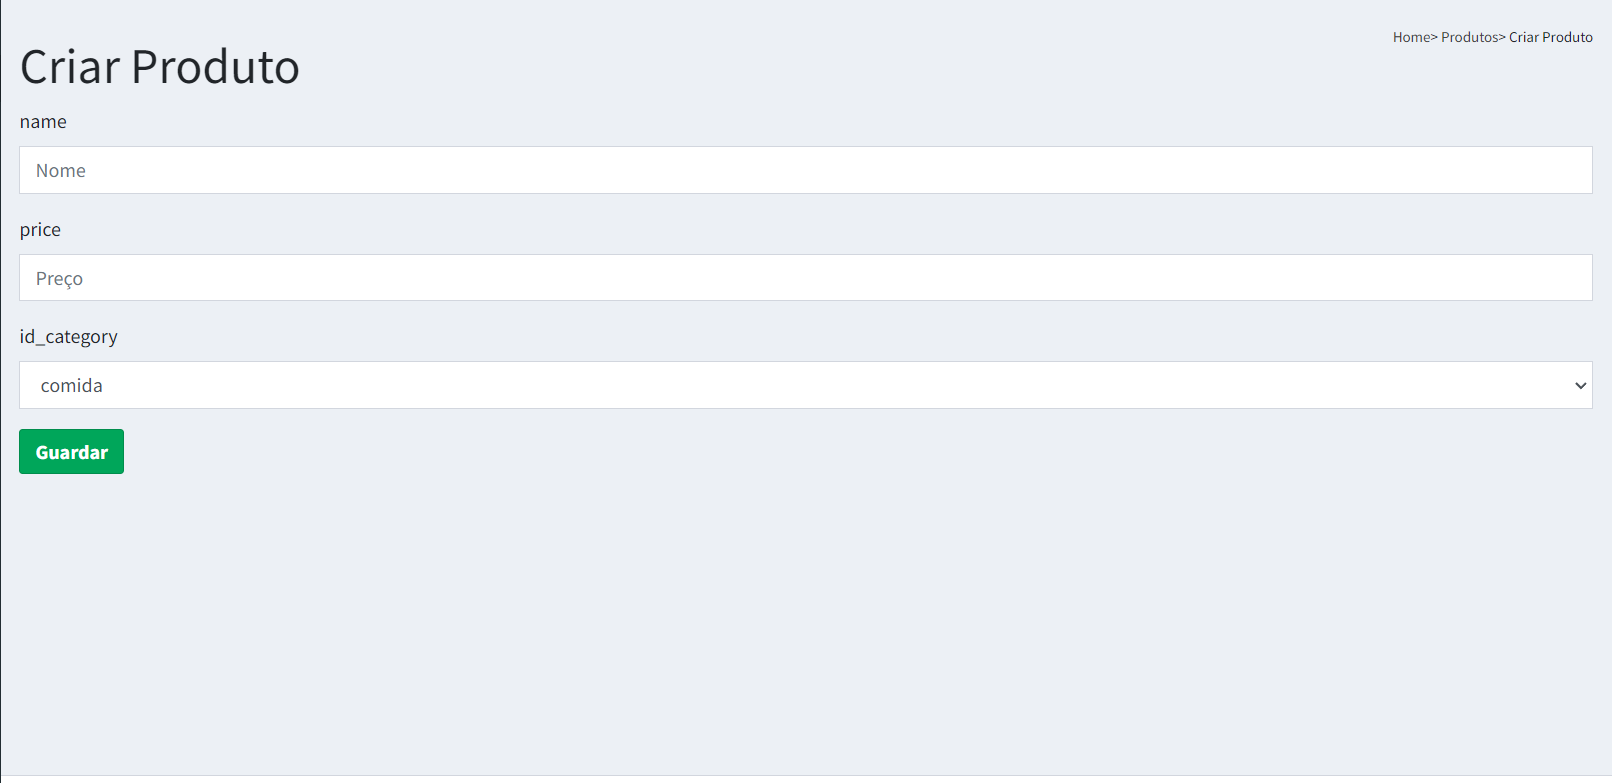 Home> Produtos> Criar Produto
Criar Produto
name
Nome
price
Preço
id_category
comida
Guardar